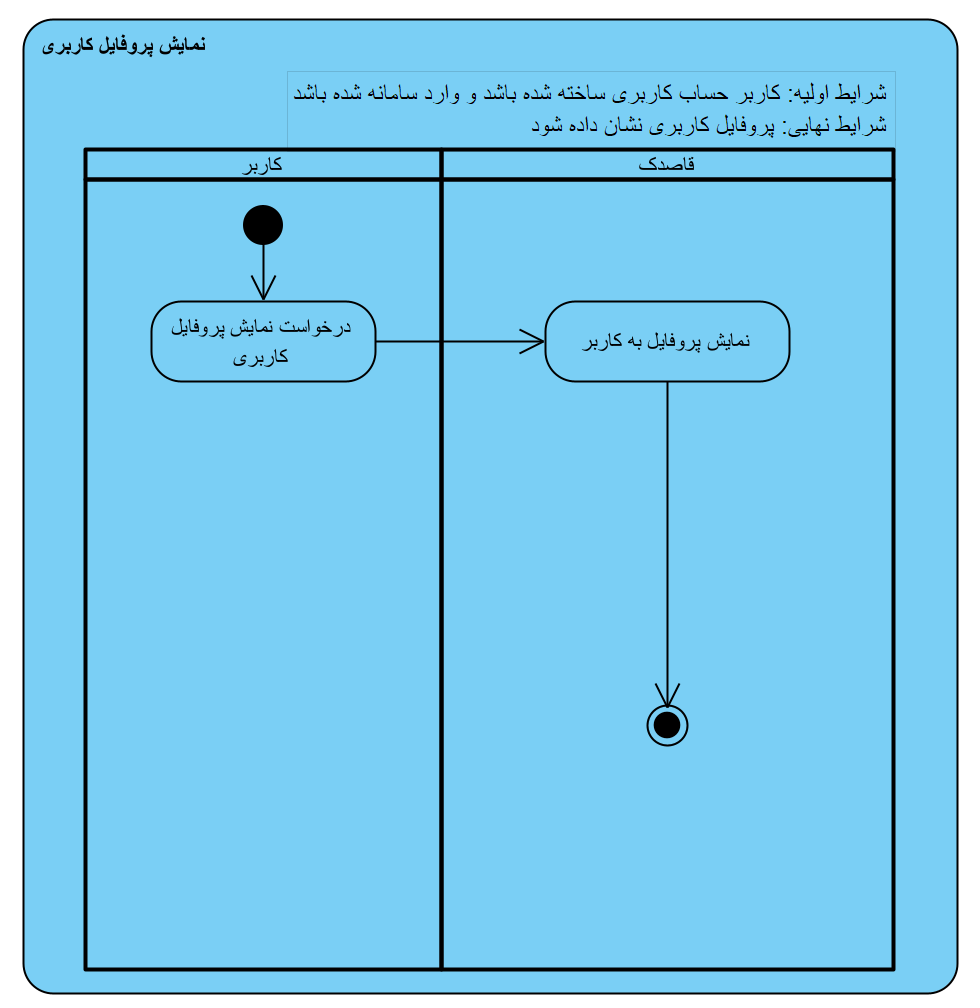 نمایش پروفایل کاربری
شرایط اولیه: کاربر حساب کاربری ساخته شده باشد و وارد سامانه شده باشد
شرایط نهایی: پروفایل کاربری نشان داده شود
کاربر
قاصدک
درخواست نمایش پروفایل
کاربری
نمایش پروفایل به کاربر